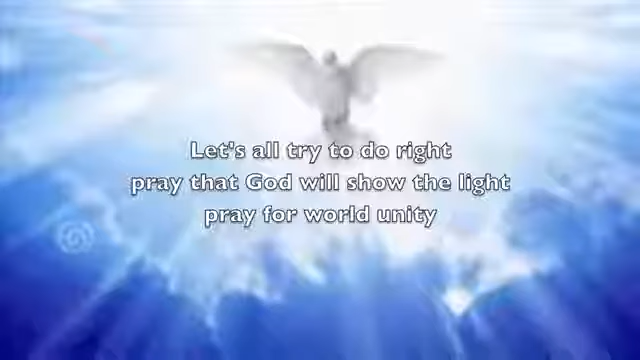 Let's all try to do right
pray that God will show the light
pray for world unity